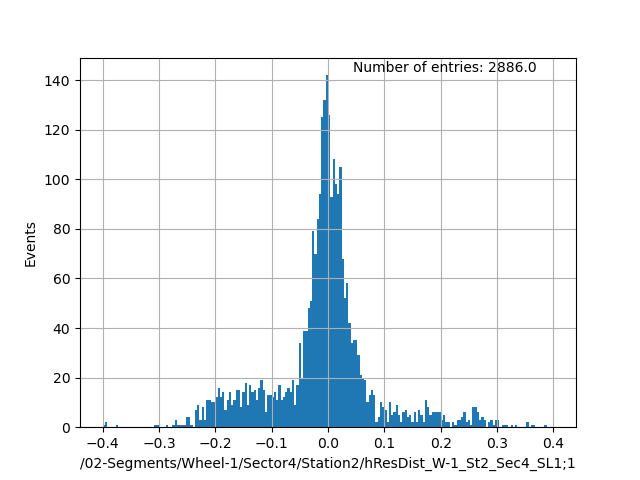 Number of entries: 2886.0
140
120
100
80
60
40
20
0
Events
−0.4 −0.3 −0.2 −0.1 0.0 0.1 0.2 0.3 0.4
/02-Segments/Wheel-1/Sector4/Station2/hResDist_W-1_St2_Sec4_SL1;1